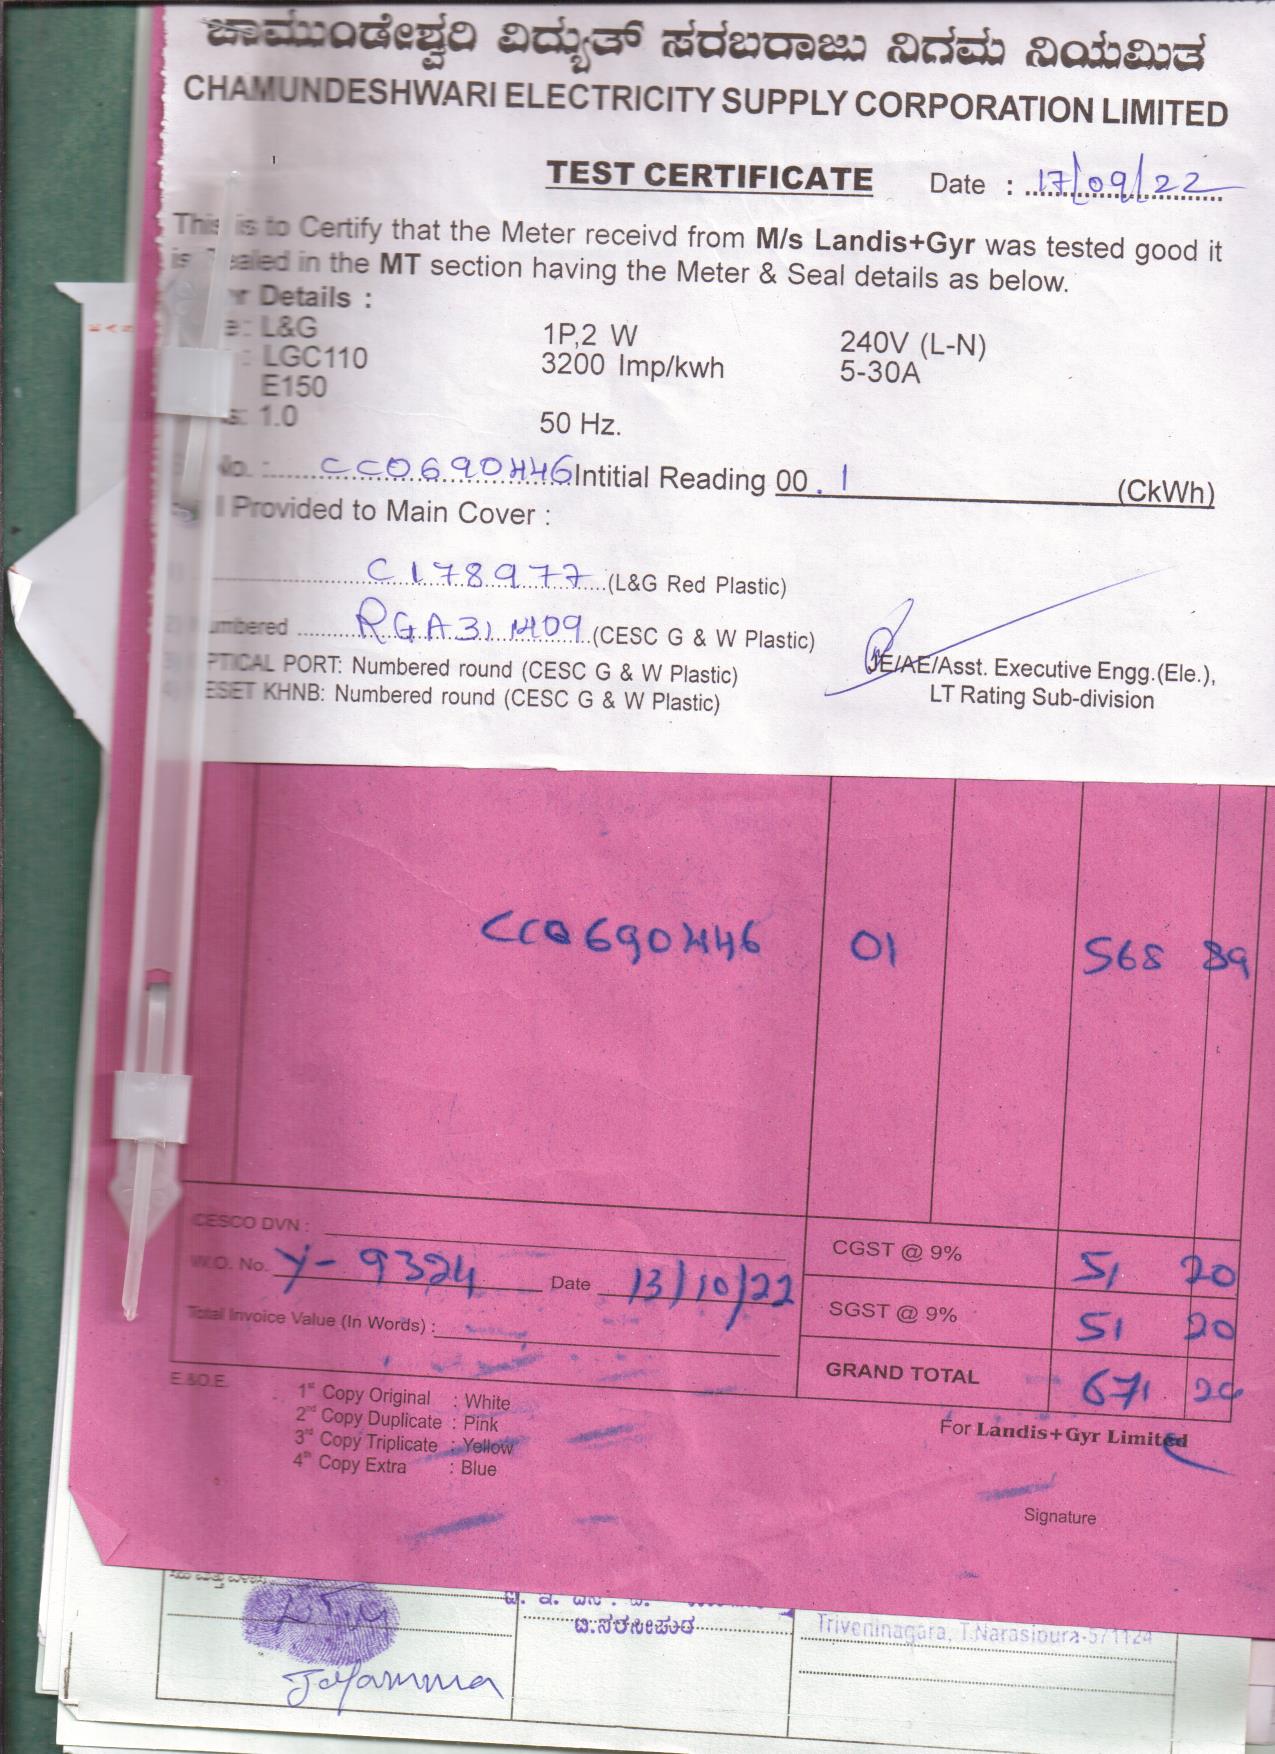 ಚಾಮುಂಡೇಶ್ವರಿ ವಿದ್ಯುತ್ ಸರಬರಾಜು ನಿಗಮ ನಿಯಮಿತ
CHAMUNDESHWARI ELECTRICITY SUPPLY CORPORATION LIMITED
TEST CERTIFICATE Date : 17/09/22
This is to Certify that the Meter receivd from M/s Landis+Gyr was tested good it
is Sealed in the MT section having the Meter & Seal details as below.
Details :
L&G 1P,2 W 240V (L-N)
LGC110 3200 Imp/kwh 5-30A
E150
1.0 50 Hz.
No. : CC0690446 Intitial Reading 00.1 (CkWh)
Provided to Main Cover :
C178977 (L&G Red Plastic)
RGA311409 (CESC G & W Plastic)
PORT: Numbered round (CESC G & W Plastic)
KHNB: Numbered round (CESC G & W Plastic)
JE/AE/Asst. Executive Engg.(Ele.),
LT Rating Sub-division
CC0690446 01 568 89
CESCO DVN :
W.O. No. Y-9324 Date 13/10/22
Total Invoice Value (In Words) :
CGST @ 9% 51 20
SGST @ 9% 51 20
GRAND TOTAL 671
E.&O.E.
1st Copy Original : White
2nd Copy Duplicate : Pink
3rd Copy Triplicate : Yellow
4th Copy Extra : Blue
For Landis+Gyr Limited
Signature
ಟಿ.ನರಸೀಪುರ
Triveninagara, T.Narasipura-571124
Jayamma